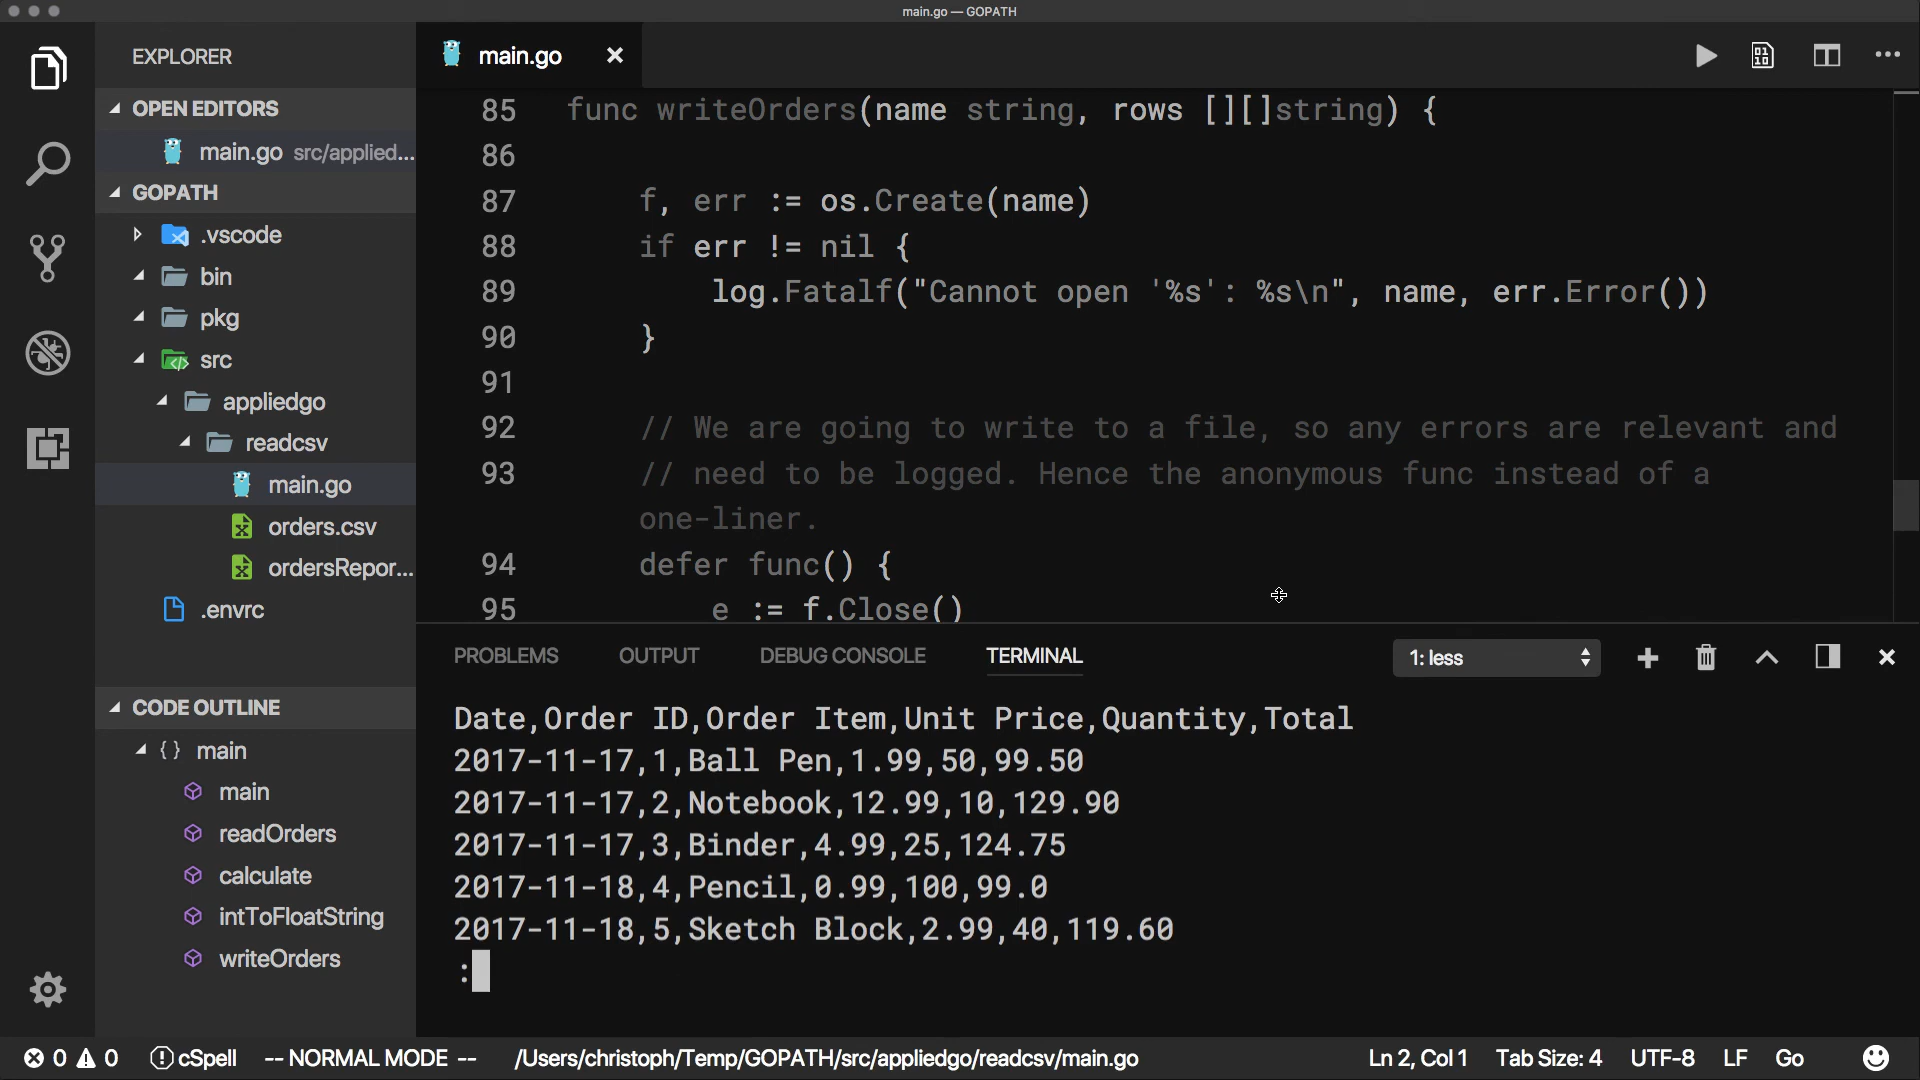 main.go — GOPATH
EXPLORER
OPEN EDITORS
main.go src/applied...
GOPATH
.vscode
bin
pkg
src
appliedgo
readcsv
main.go
orders.csv
ordersRepor...
.envrc
CODE OUTLINE
main
main
readOrders
calculate
intToFloatString
writeOrders
main.go
85 func writeOrders(name string, rows [][]string) {
86
87 f, err := os.Create(name)
88 if err != nil {
89 log.Fatalf("Cannot open '%s': %s\n", name, err.Error())
90 }
91
92 // We are going to write to a file, so any errors are relevant and
93 // need to be logged. Hence the anonymous func instead of a
one-liner.
94 defer func() {
95 e := f.Close()
PROBLEMS OUTPUT DEBUG CONSOLE TERMINAL 1: less
Date,Order ID,Order Item,Unit Price,Quantity,Total
2017-11-17,1,Ball Pen,1.99,50,99.50
2017-11-17,2,Notebook,12.99,10,129.90
2017-11-17,3,Binder,4.99,25,124.75
2017-11-18,4,Pencil,0.99,100,99.0
2017-11-18,5,Sketch Block,2.99,40,119.60
:
0 0 cSpell -- NORMAL MODE -- /Users/christoph/Temp/GOPATH/src/appliedgo/readcsv/main.go Ln 2, Col 1 Tab Size: 4 UTF-8 LF Go